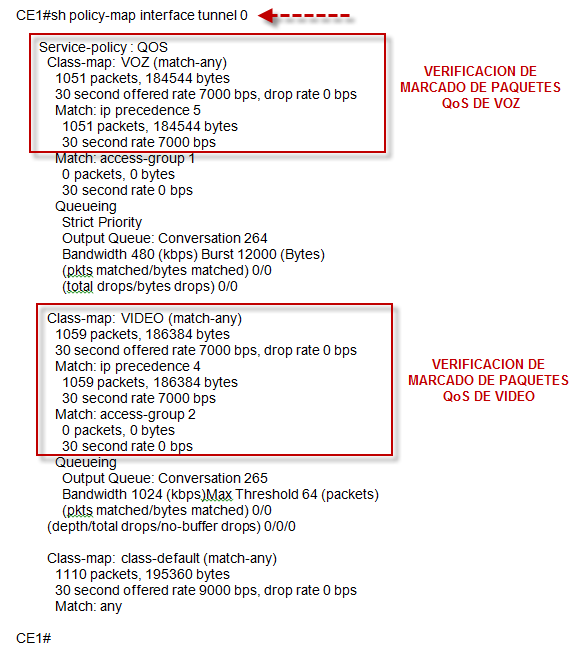 CE1#sh policy-map interface tunnel 0
Service-policy : QOS
Class-map: VOZ (match-any)
1051 packets, 184544 bytes
30 second offered rate 7000 bps, drop rate 0 bps
Match: ip precedence 5
1051 packets, 184544 bytes
30 second rate 7000 bps
VERIFICACION DE
MARCADO DE PAQUETES
QoS DE VOZ
Match: access-group 1
0 packets, 0 bytes
30 second rate 0 bps
Queueing
Strict Priority
Output Queue: Conversation 264
Bandwidth 480 (kbps) Burst 12000 (Bytes)
(pkts matched/bytes matched) 0/0
(total drops/bytes drops) 0/0
Class-map: VIDEO (match-any)
1059 packets, 186384 bytes
30 second offered rate 7000 bps, drop rate 0 bps
Match: ip precedence 4
1059 packets, 186384 bytes
30 second rate 7000 bps
Match: access-group 2
0 packets, 0 bytes
30 second rate 0 bps
VERIFICACION DE
MARCADO DE PAQUETES
QoS DE VIDEO
Queueing
Output Queue: Conversation 265
Bandwidth 1024 (kbps)Max Threshold 64 (packets)
(pkts matched/bytes matched) 0/0
(depth/total drops/no-buffer drops) 0/0/0
Class-map: class-default (match-any)
1110 packets, 195360 bytes
30 second offered rate 9000 bps, drop rate 0 bps
Match: any
CE1#